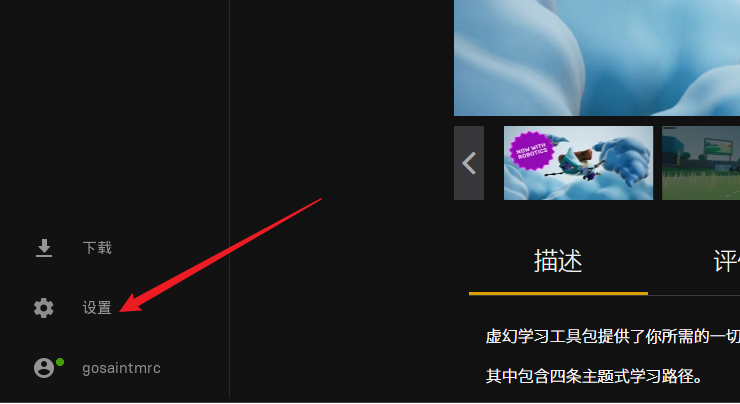 NOW WITH
ROBOTICS
下载
描述
设置
虚幻学习工具包提供了你所需的一切
gosaintmrc
其中包含四条主题式学习路径。